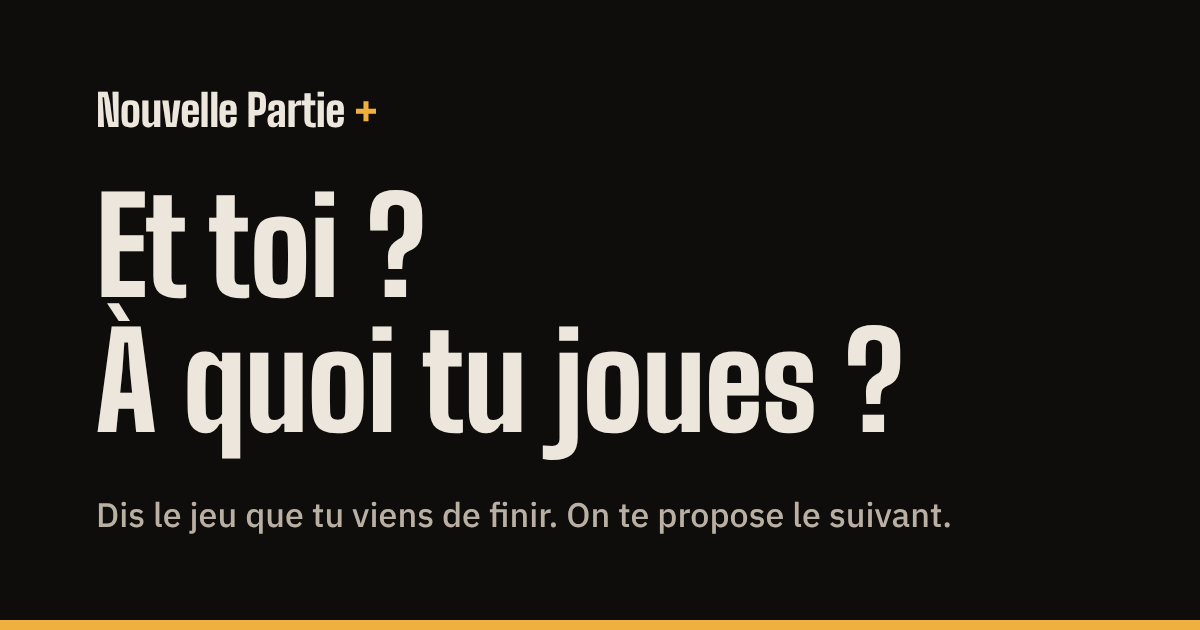 Nouvelle Partie +
Et toi ?
À quoi tu joues ?
Dis le jeu que tu viens de finir. On te propose le suivant.